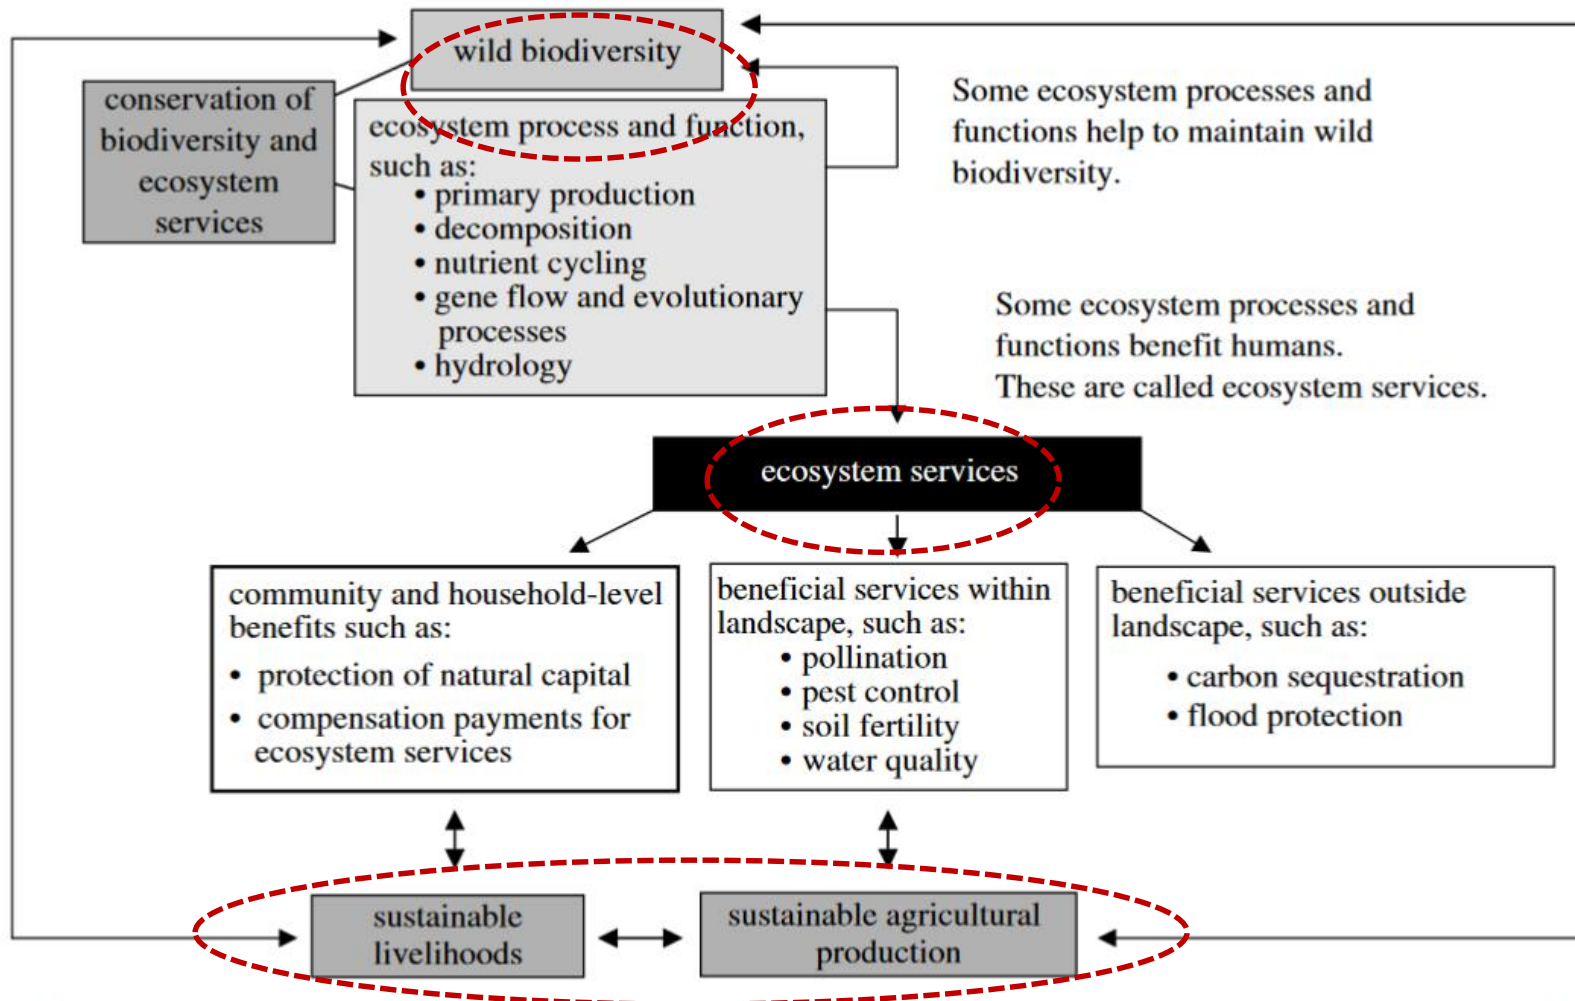 wild biodiversity
conservation of
biodiversity and
ecosystem
services
ecosystem process and function,
such as:
• primary production
• decomposition
• nutrient cycling
• gene flow and evolutionary
processes
• hydrology
Some ecosystem processes and
functions help to maintain wild
biodiversity.
Some ecosystem processes and
functions benefit humans.
These are called ecosystem services.
ecosystem services
community and household-level
benefits such as:
• protection of natural capital
• compensation payments for
ecosystem services
beneficial services within
landscape, such as:
• pollination
• pest control
• soil fertility
• water quality
beneficial services outside
landscape, such as:
• carbon sequestration
• flood protection
sustainable
livelihoods
sustainable agricultural
production